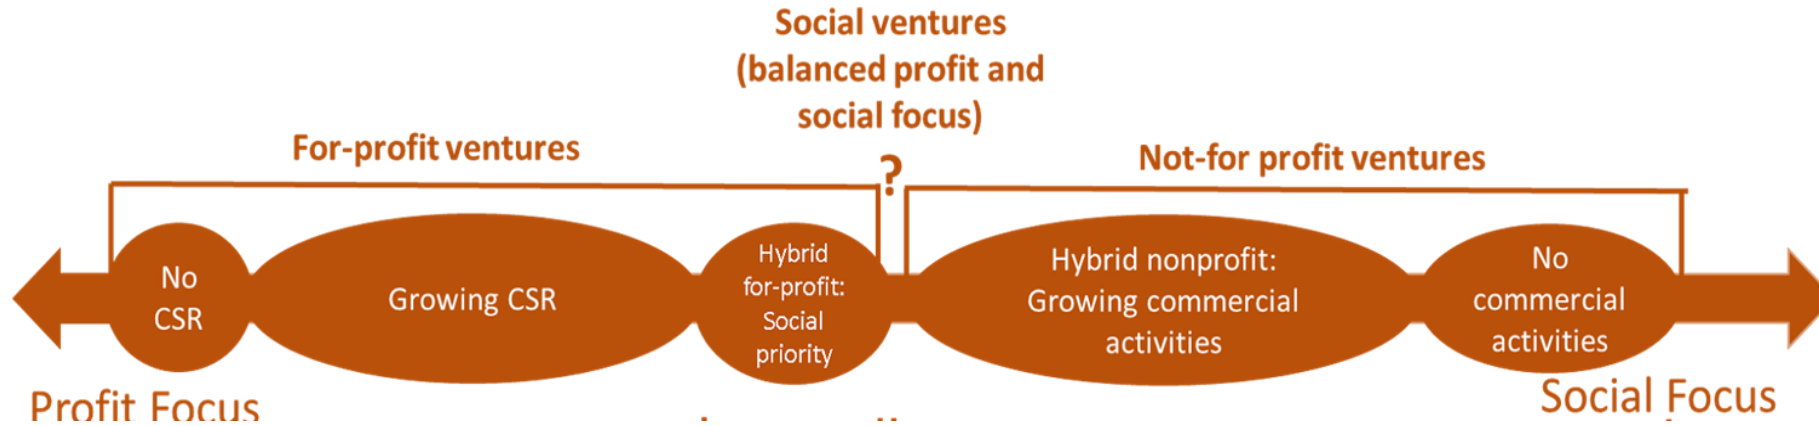 Social ventures
(balanced profit and
social focus)
?
For-profit ventures
Not-for profit ventures
No
CSR
Growing CSR
Hybrid
for-profit:
Social
priority
Hybrid nonprofit:
Growing commercial
activities
No
commercial
activities
Profit Focus
Social Focus